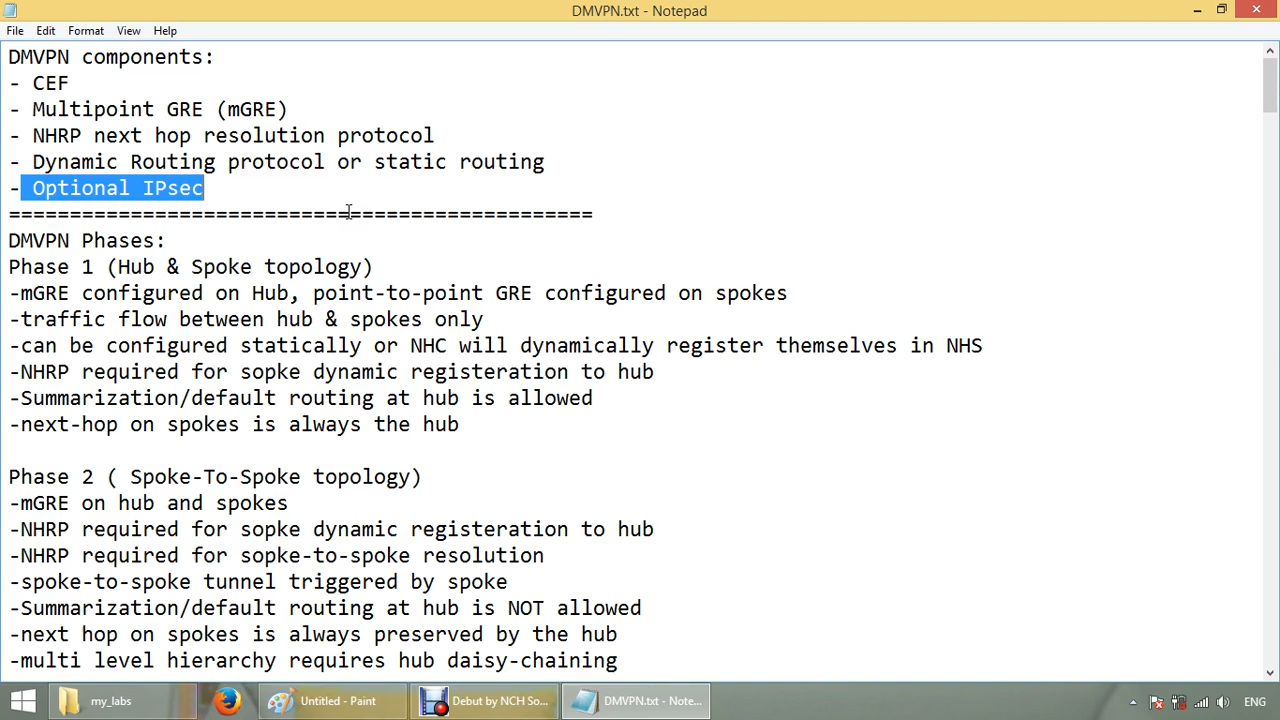 DMVPN.txt - Notepad
File Edit Format View Help
DMVPN components:
- CEF
- Multipoint GRE (mGRE)
- NHRP next hop resolution protocol
- Dynamic Routing protocol or static routing
- Optional IPsec
================================================
DMVPN Phases:
Phase 1 (Hub & Spoke topology)
-mGRE configured on Hub, point-to-point GRE configured on spokes
-traffic flow between hub & spokes only
-can be configured statically or NHC will dynamically register themselves in NHS
-NHRP required for sopke dynamic registeration to hub
-Summarization/default routing at hub is allowed
-next-hop on spokes is always the hub
Phase 2 ( Spoke-To-Spoke topology)
-mGRE on hub and spokes
-NHRP required for sopke dynamic registeration to hub
-NHRP required for sopke-to-spoke resolution
-spoke-to-spoke tunnel triggered by spoke
-Summarization/default routing at hub is NOT allowed
-next hop on spokes is always preserved by the hub
-multi level hierarchy requires hub daisy-chaining
my_labs Untitled - Paint Debut by NCH So... DMVPN.txt - Note... ENG